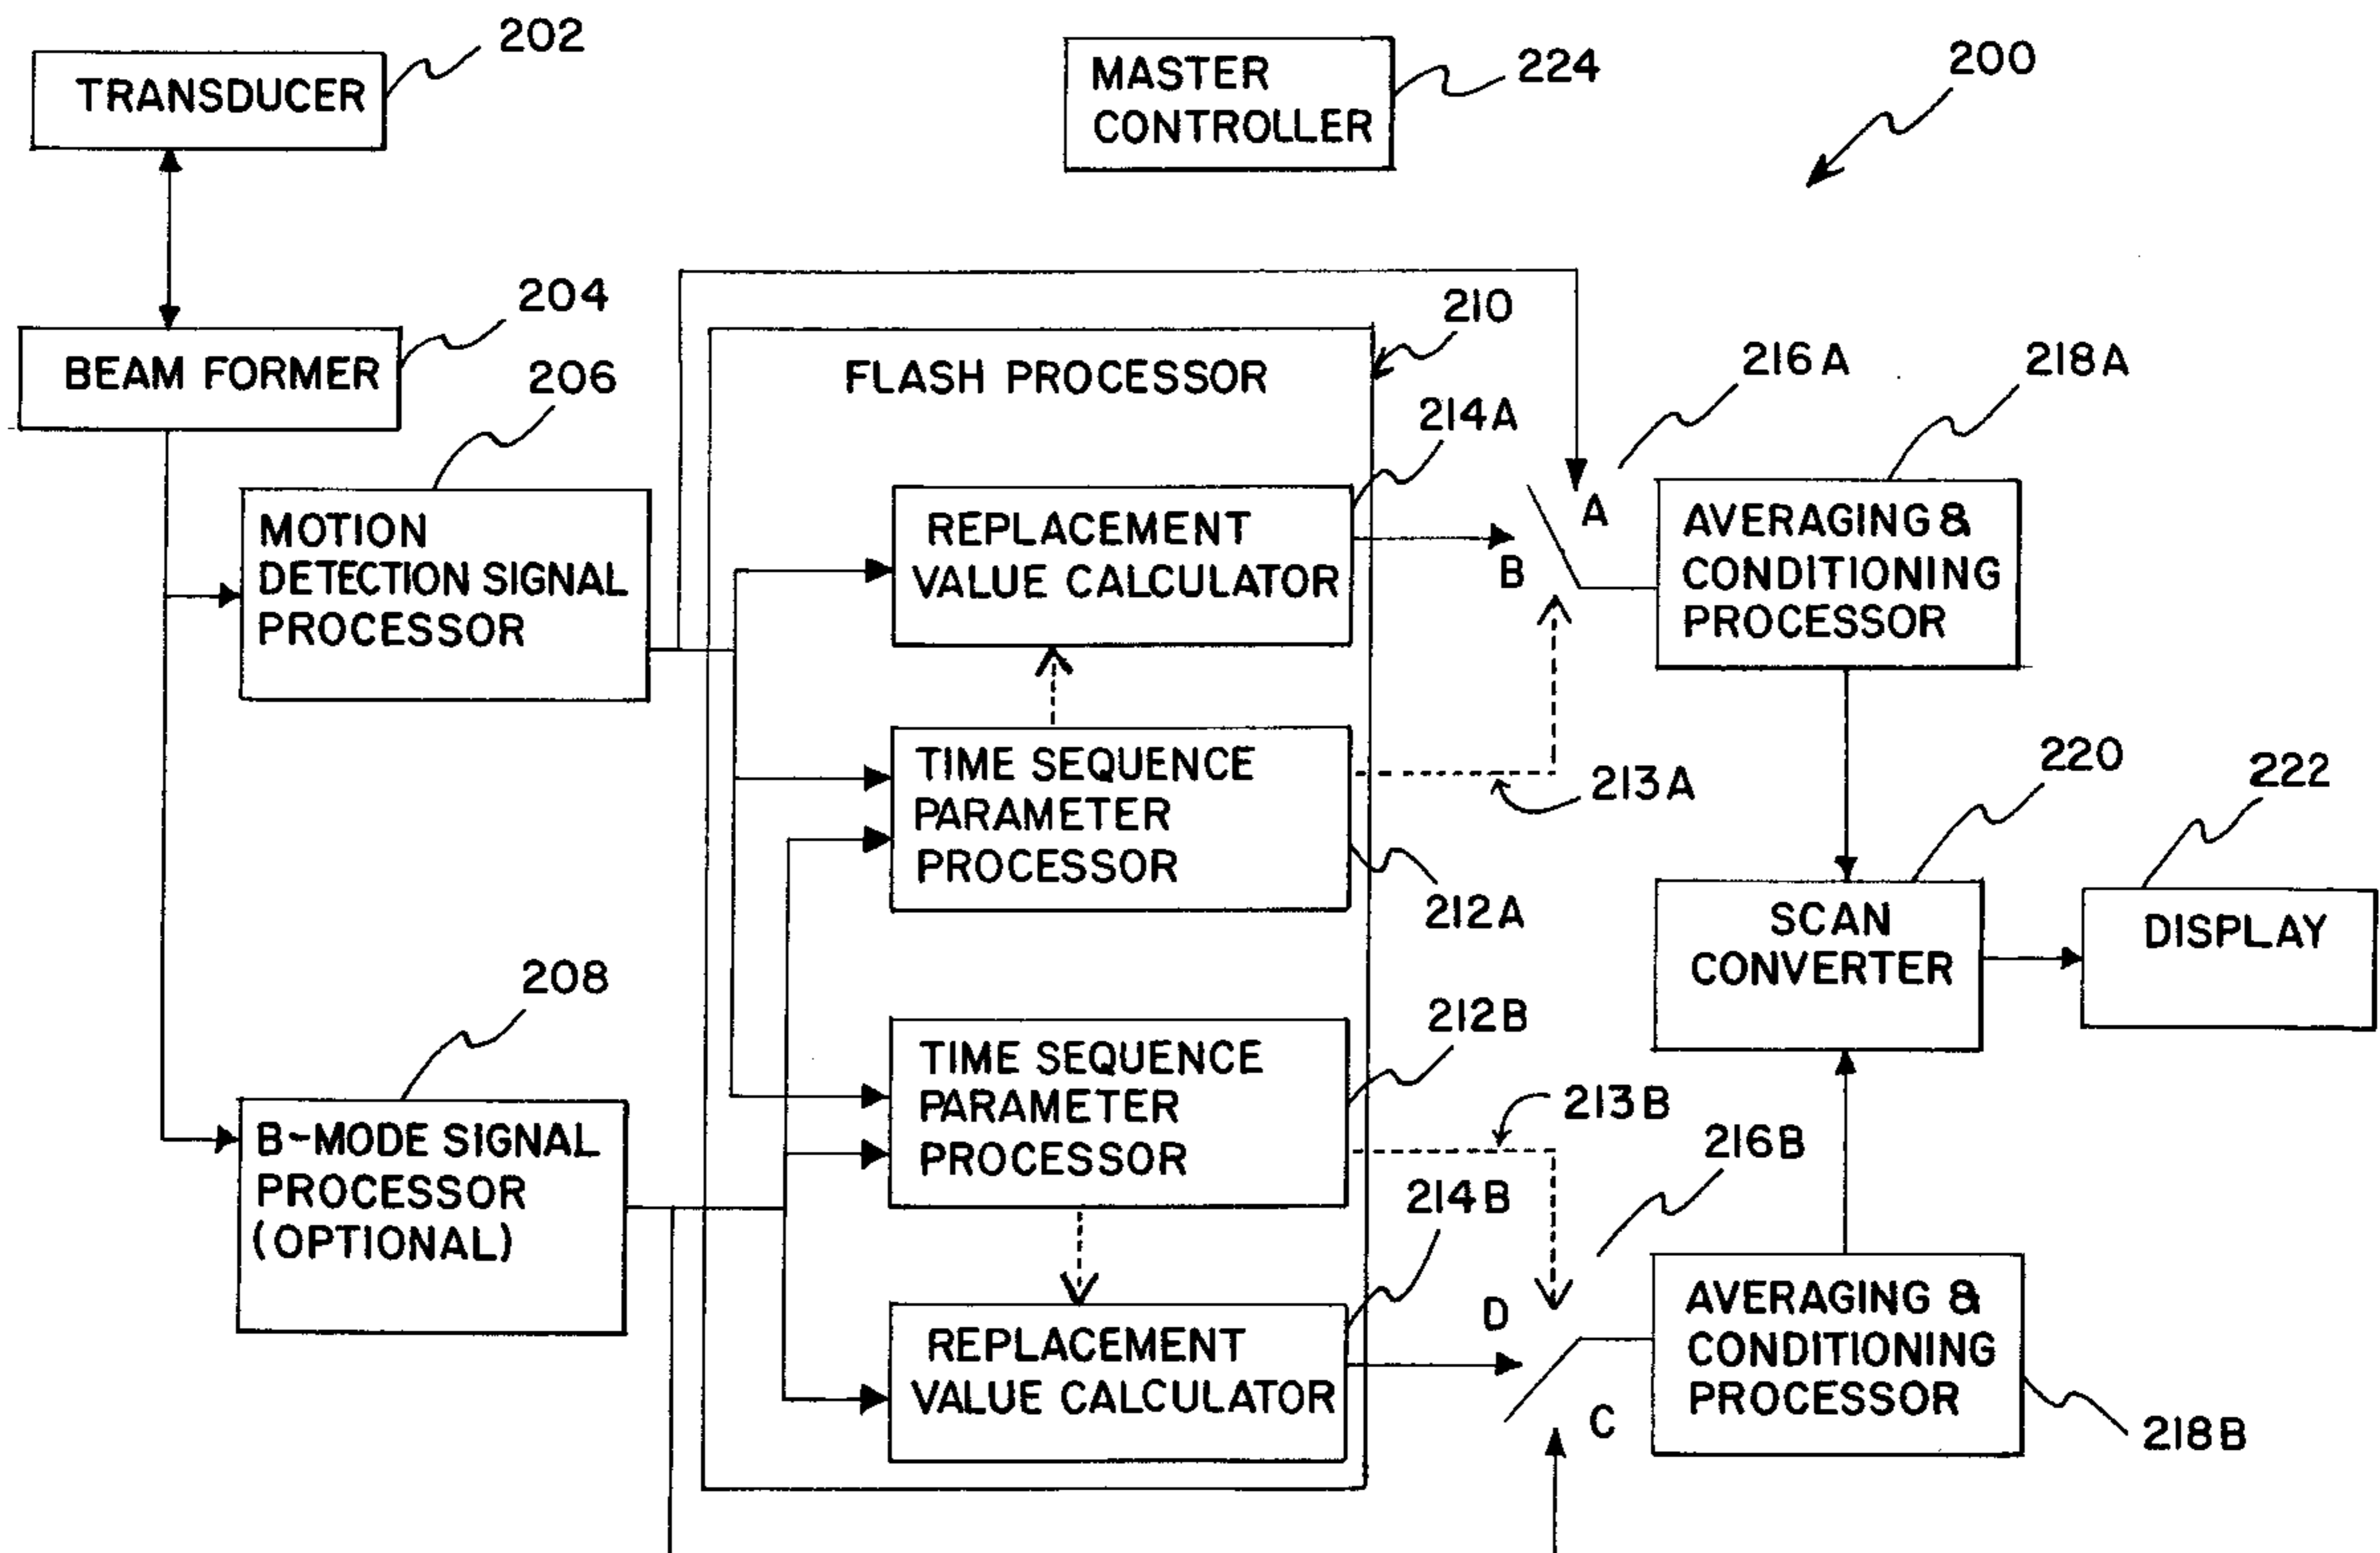 202
TRANSDUCER
MASTER
CONTROLLER
224
200
204
BEAM FORMER
206
210
FLASH PROCESSOR
216A
218A
214A
MOTION
DETECTION SIGNAL
PROCESSOR
REPLACEMENT
VALUE CALCULATOR
A
B
AVERAGING &
CONDITIONING
PROCESSOR
TIME SEQUENCE
PARAMETER
PROCESSOR
213A
212A
220
222
SCAN
CONVERTER
DISPLAY
208
212B
TIME SEQUENCE
PARAMETER
PROCESSOR
213B
216B
B-MODE SIGNAL
PROCESSOR
(OPTIONAL)
214B
REPLACEMENT
VALUE CALCULATOR
D
C
AVERAGING &
CONDITIONING
PROCESSOR
218B